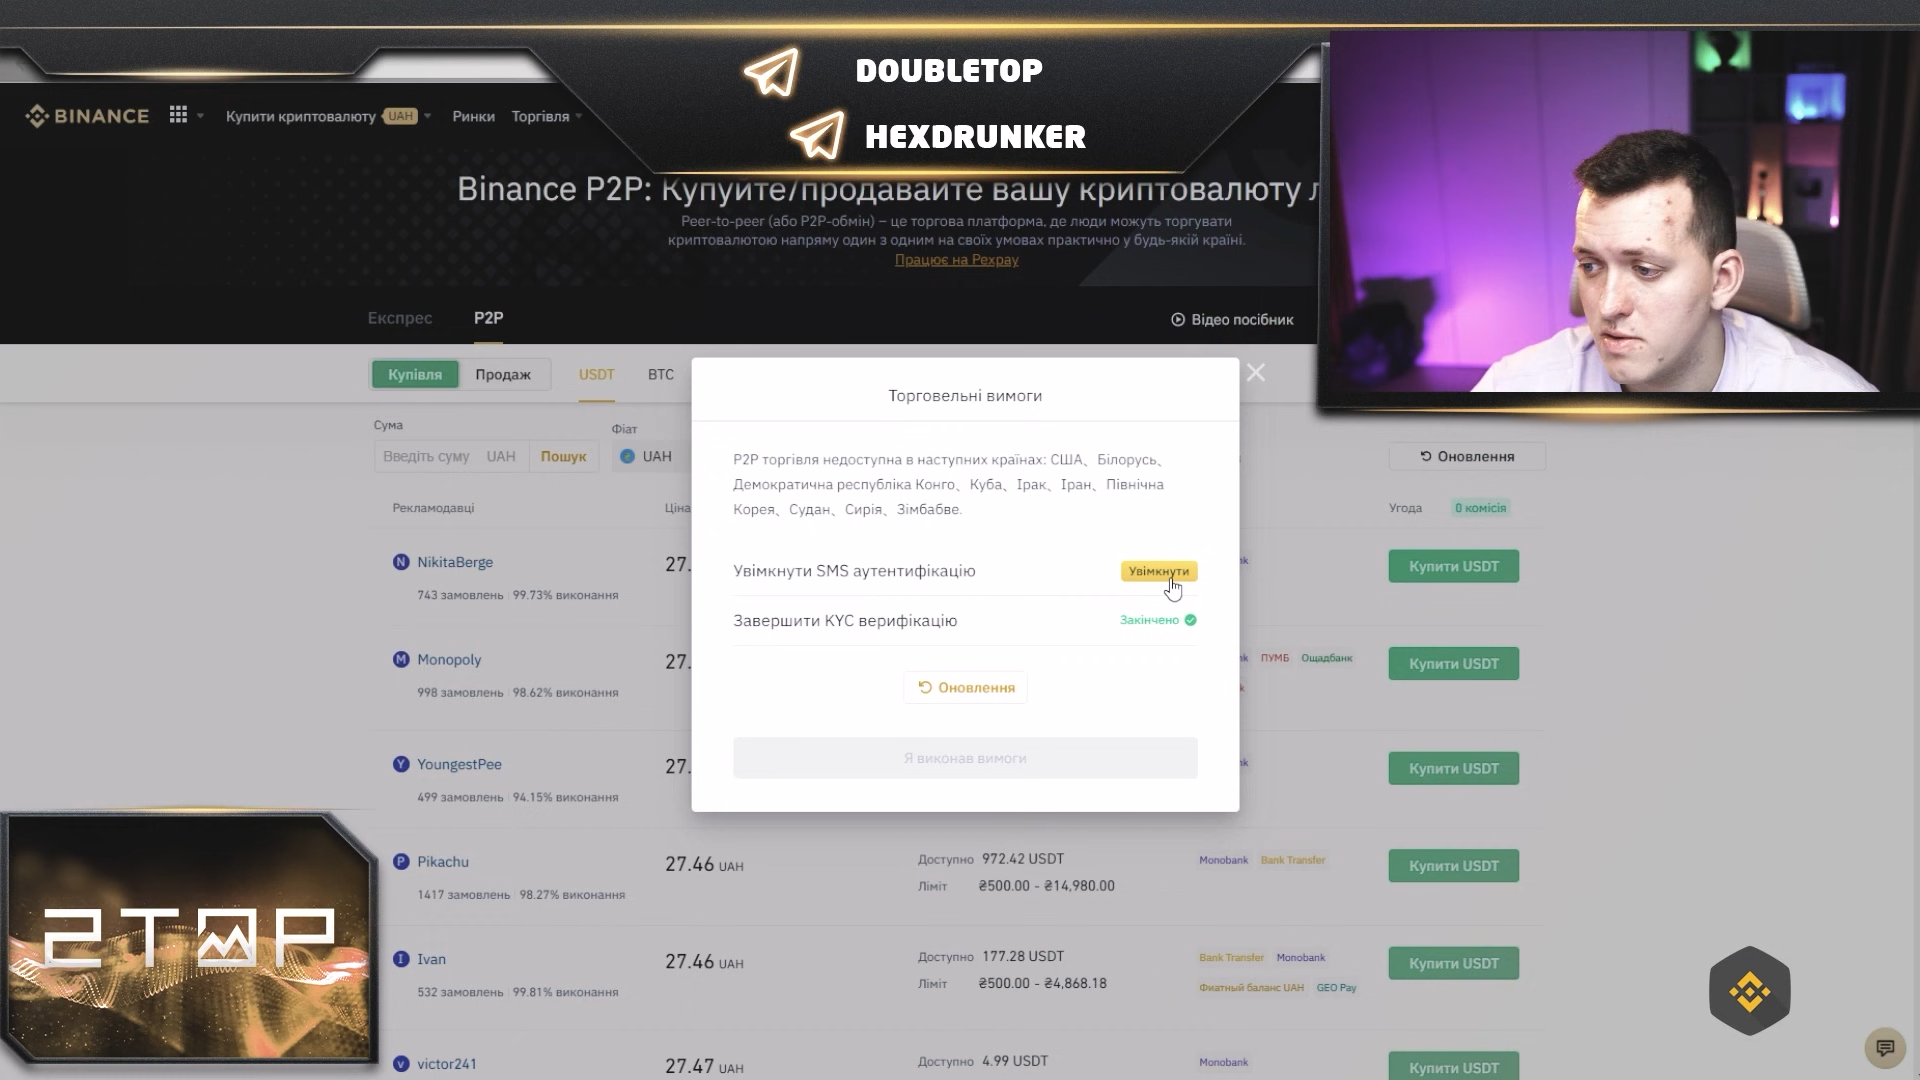 DOUBLETOP
HEXDRUNKER
BINANCE
Купити криптовалюту UAH
Ринки
Торгівля
Binance P2P: Купуйте/продавайте вашу криптовалюту
Peer-to-peer (або P2P-обмін) – це торгова платформа, де люди можуть торгувати
криптовалютою напряму один з одним на своїх умовах практично у будь-якій країні.
Працює на Pexpay
Експрес
P2P
Відео посібник
Купівля
Продаж
USDT
BTC
Сума
Введіть суму UAH Пошук
Фіат
UAH
Оновлення
Рекламодавці
Ціна
Угода 0 комісія
Торговельні вимоги
P2P торгівля недоступна в наступних країнах: США、Білорусь、
Демократична республіка Конго、Куба、Ірак、Іран、Північна
Корея、Судан、Сирія、Зімбабве.
Увімкнути SMS аутентифікацію
Увімкнути
Завершити KYC верифікацію
Закінчено
Оновлення
Я виконав вимоги
N NikitaBerge
743 замовлень 99.73% виконання
27.
Купити USDT
M Monopoly
998 замовлень 98.62% виконання
27.
ПУМБ Ощадбанк
Купити USDT
Y YoungestPee
499 замовлень 94.15% виконання
27.
Купити USDT
P Pikachu
1417 замовлень 98.27% виконання
27.46 UAH
Доступно 972.42 USDT
Ліміт ₴500.00 - ₴14,980.00
Monobank Bank Transfer
Купити USDT
I Ivan
532 замовлень 99.81% виконання
27.46 UAH
Доступно 177.28 USDT
Ліміт ₴500.00 - ₴4,868.18
Bank Transfer Monobank
Фиатный баланс UAH GEO Pay
Купити USDT
v victor241
27.47 UAH
Доступно 4.99 USDT
Monobank
Купити USDT
2TOP